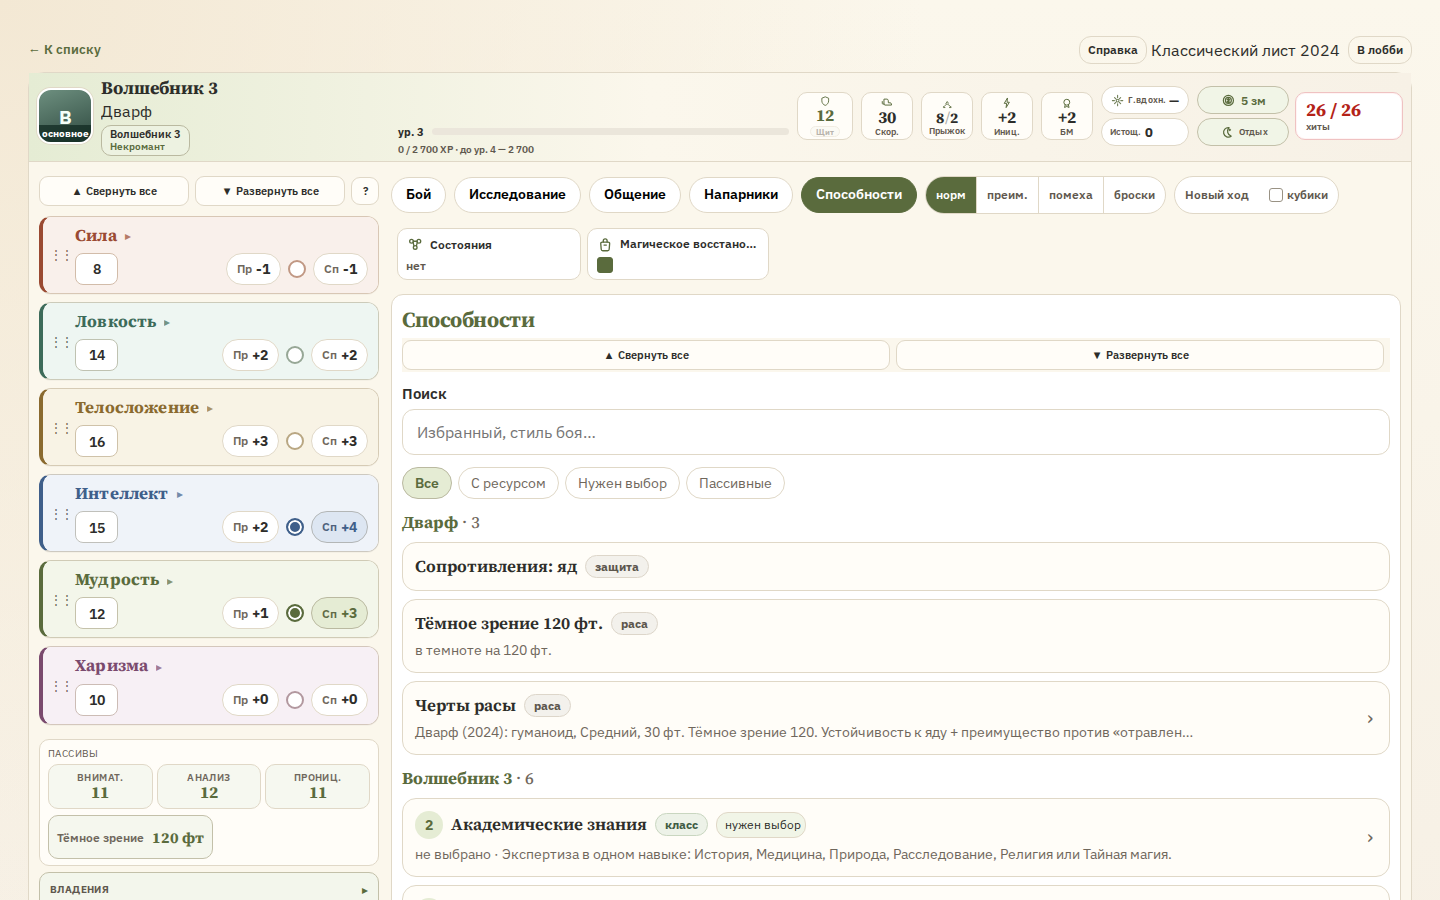 ← К списку
Справка
Классический лист 2024
В лобби
В
основное
Волшебник 3
Дварф
Волшебник 3
Некромант
ур. 3
0 / 2 700 XP · до ур. 4 — 2 700
12
Щит
30
Скор.
8/2
Прыжок
+2
Иниц.
+2
БМ
Г.вдохн. —
Истощ. 0
5 зм
Отдых
26 / 26
хиты
▲ Свернуть все
▼ Развернуть все
?
Бой
Исследование
Общение
Напарники
Способности
норм
преим.
помеха
броски
Новый ход
кубики
Сила ▸
8
Пр -1
Сп -1
Ловкость ▸
14
Пр +2
Сп +2
Телосложение ▸
16
Пр +3
Сп +3
Интеллект ▸
15
Пр +2
Сп +4
Мудрость ▸
12
Пр +1
Сп +3
Харизма ▸
10
Пр +0
Сп +0
ПАССИВЫ
ВНИМАТ.
11
АНАЛИЗ
12
ПРОНИЦ.
11
Тёмное зрение 120 фт
ВЛАДЕНИЯ ▸
Состояния
нет
Магическое восстано…
Способности
▲ Свернуть все
▼ Развернуть все
Поиск
Избранный, стиль боя…
Все
С ресурсом
Нужен выбор
Пассивные
Дварф · 3
Сопротивления: яд защита
Тёмное зрение 120 фт. раса
в темноте на 120 фт.
Черты расы раса
Дварф (2024): гуманоид, Средний, 30 фт. Тёмное зрение 120. Устойчивость к яду + преимущество против «отравлен…
›
Волшебник 3 · 6
2 Академические знания класс нужен выбор
не выбрано · Экспертиза в одном навыке: История, Медицина, Природа, Расследование, Религия или Тайная магия.
›